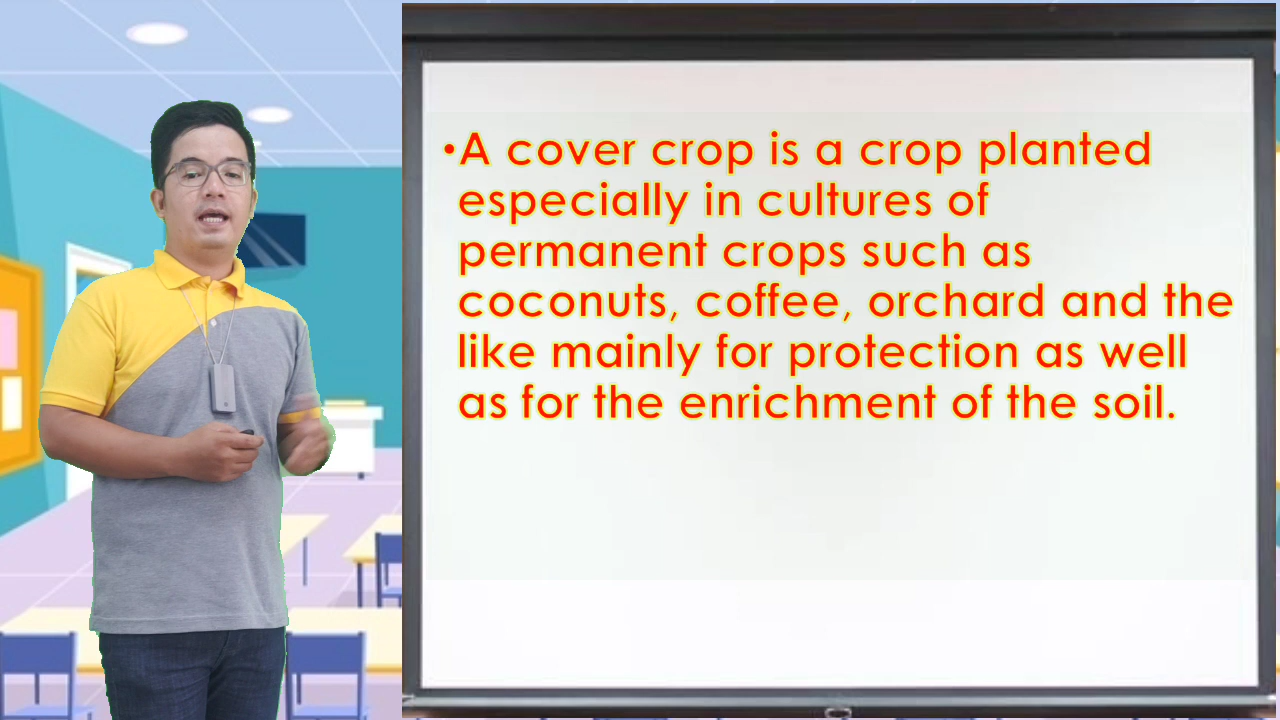 •A cover crop is a crop planted
especially in cultures of
permanent crops such as
coconuts, coffee, orchard and the
like mainly for protection as well
as for the enrichment of the soil.